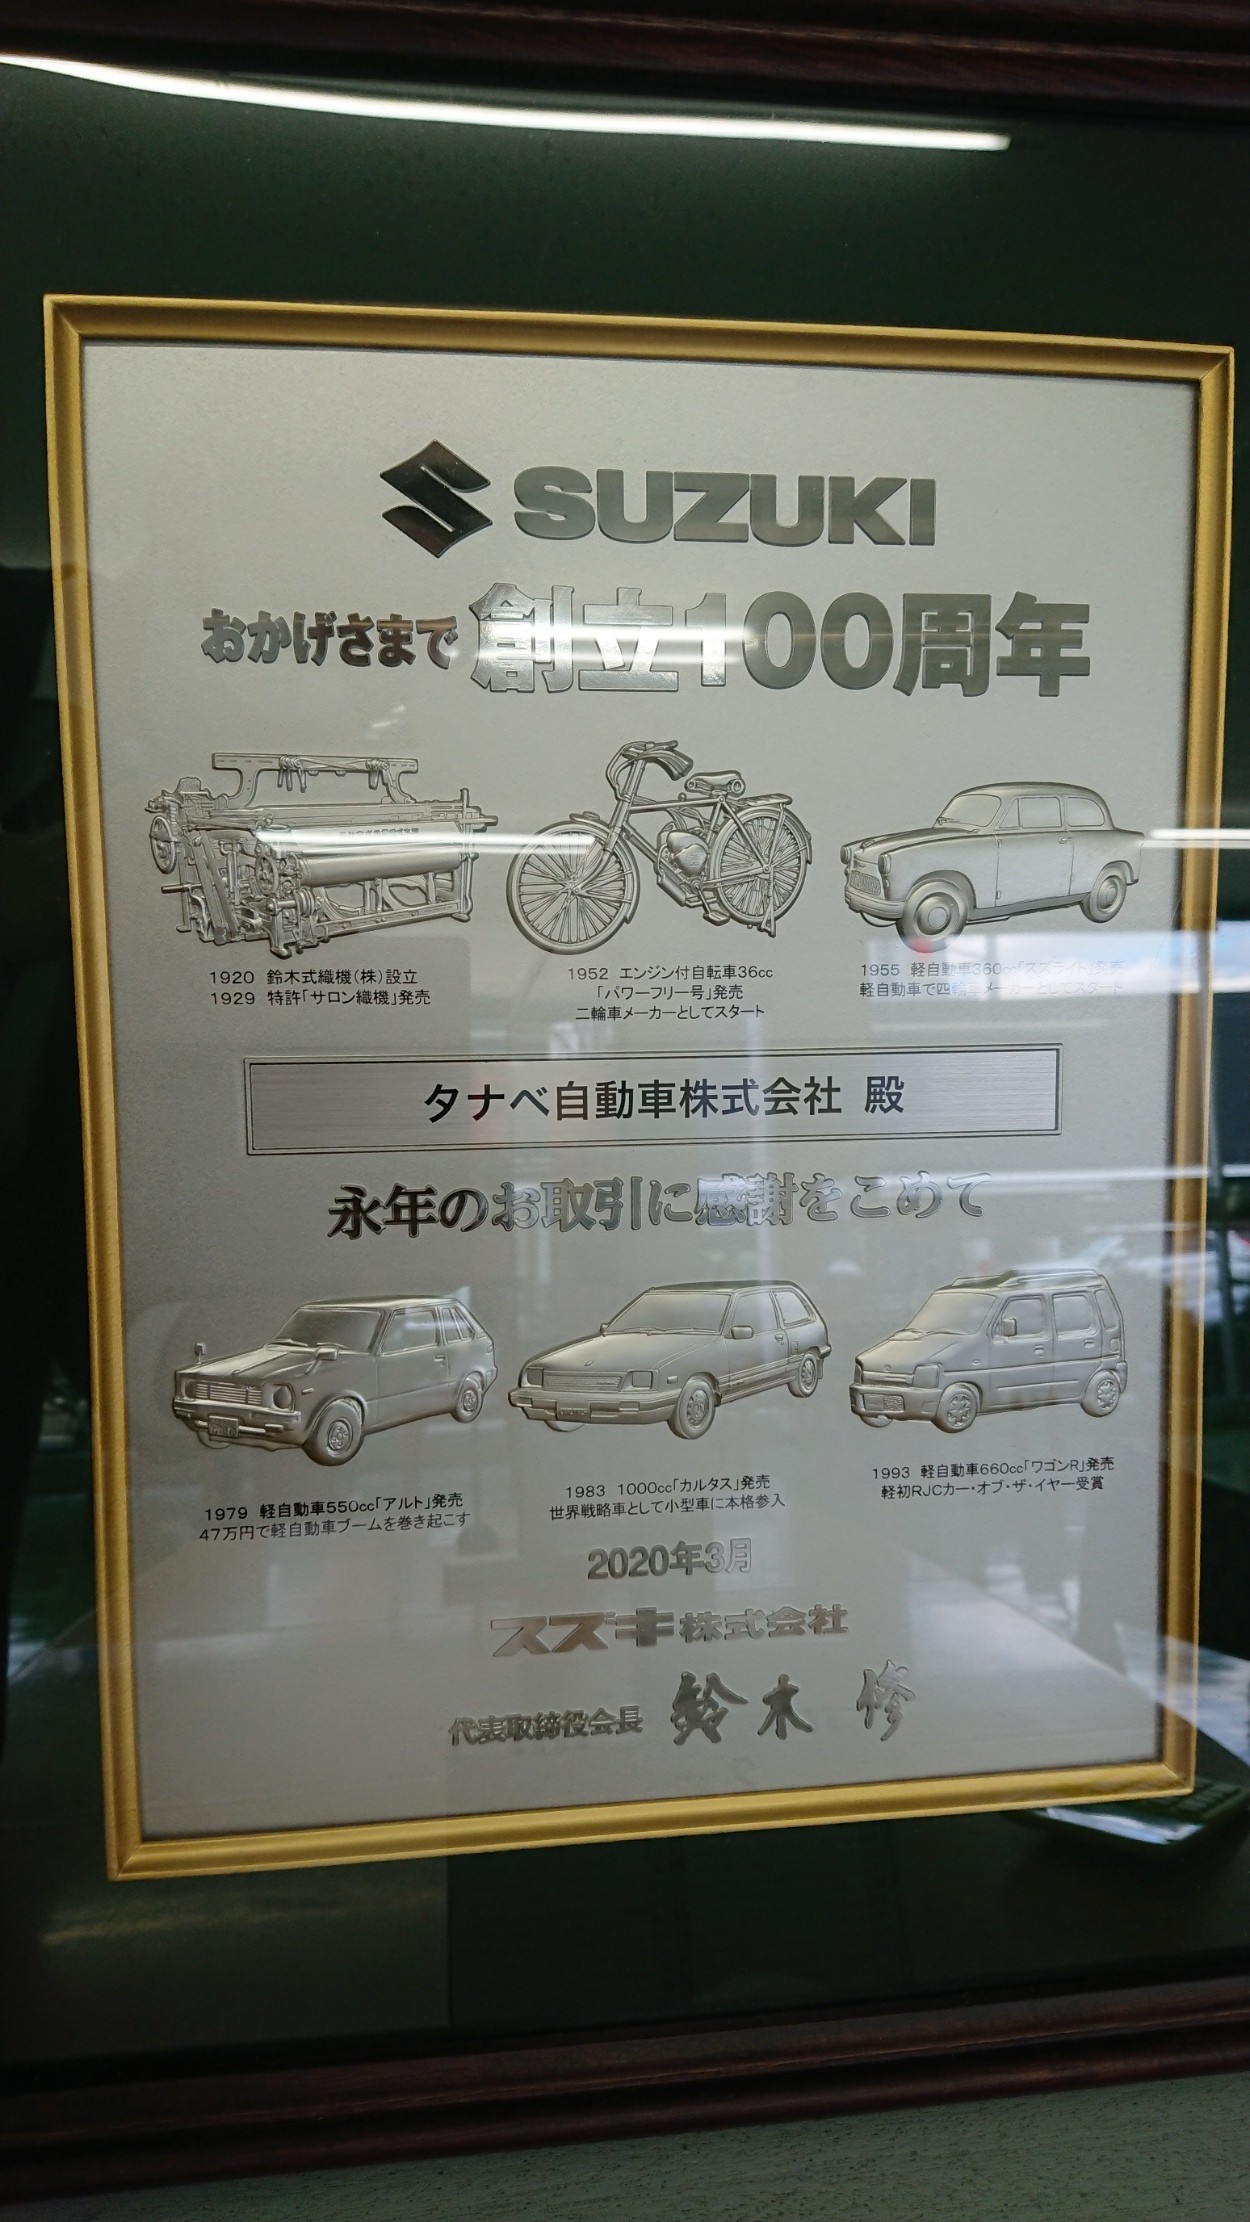 SUZUKI
おかげさまで 創立100周年
1920 鈴木式織機(株)設立
1929 特許「サロン織機」発売
1952 エンジン付自転車36cc
「パワーフリー号」発売
二輪車メーカーとしてスタート
1955 軽自動車360cc「スズライト」発売
軽自動車で四輪車メーカーとしてスタート
タナベ自動車株式会社 殿
永年のお取引に感謝をこめて
1979 軽自動車550cc「アルト」発売
47万円で軽自動車ブームを巻き起こす
1983 1000cc「カルタス」発売
世界戦略車として小型車に本格参入
1993 軽自動車660cc「ワゴンR」発売
軽初RJCカー・オブ・ザ・イヤー受賞
2020年3月
スズキ株式会社
代表取締役会長 鈴木 修